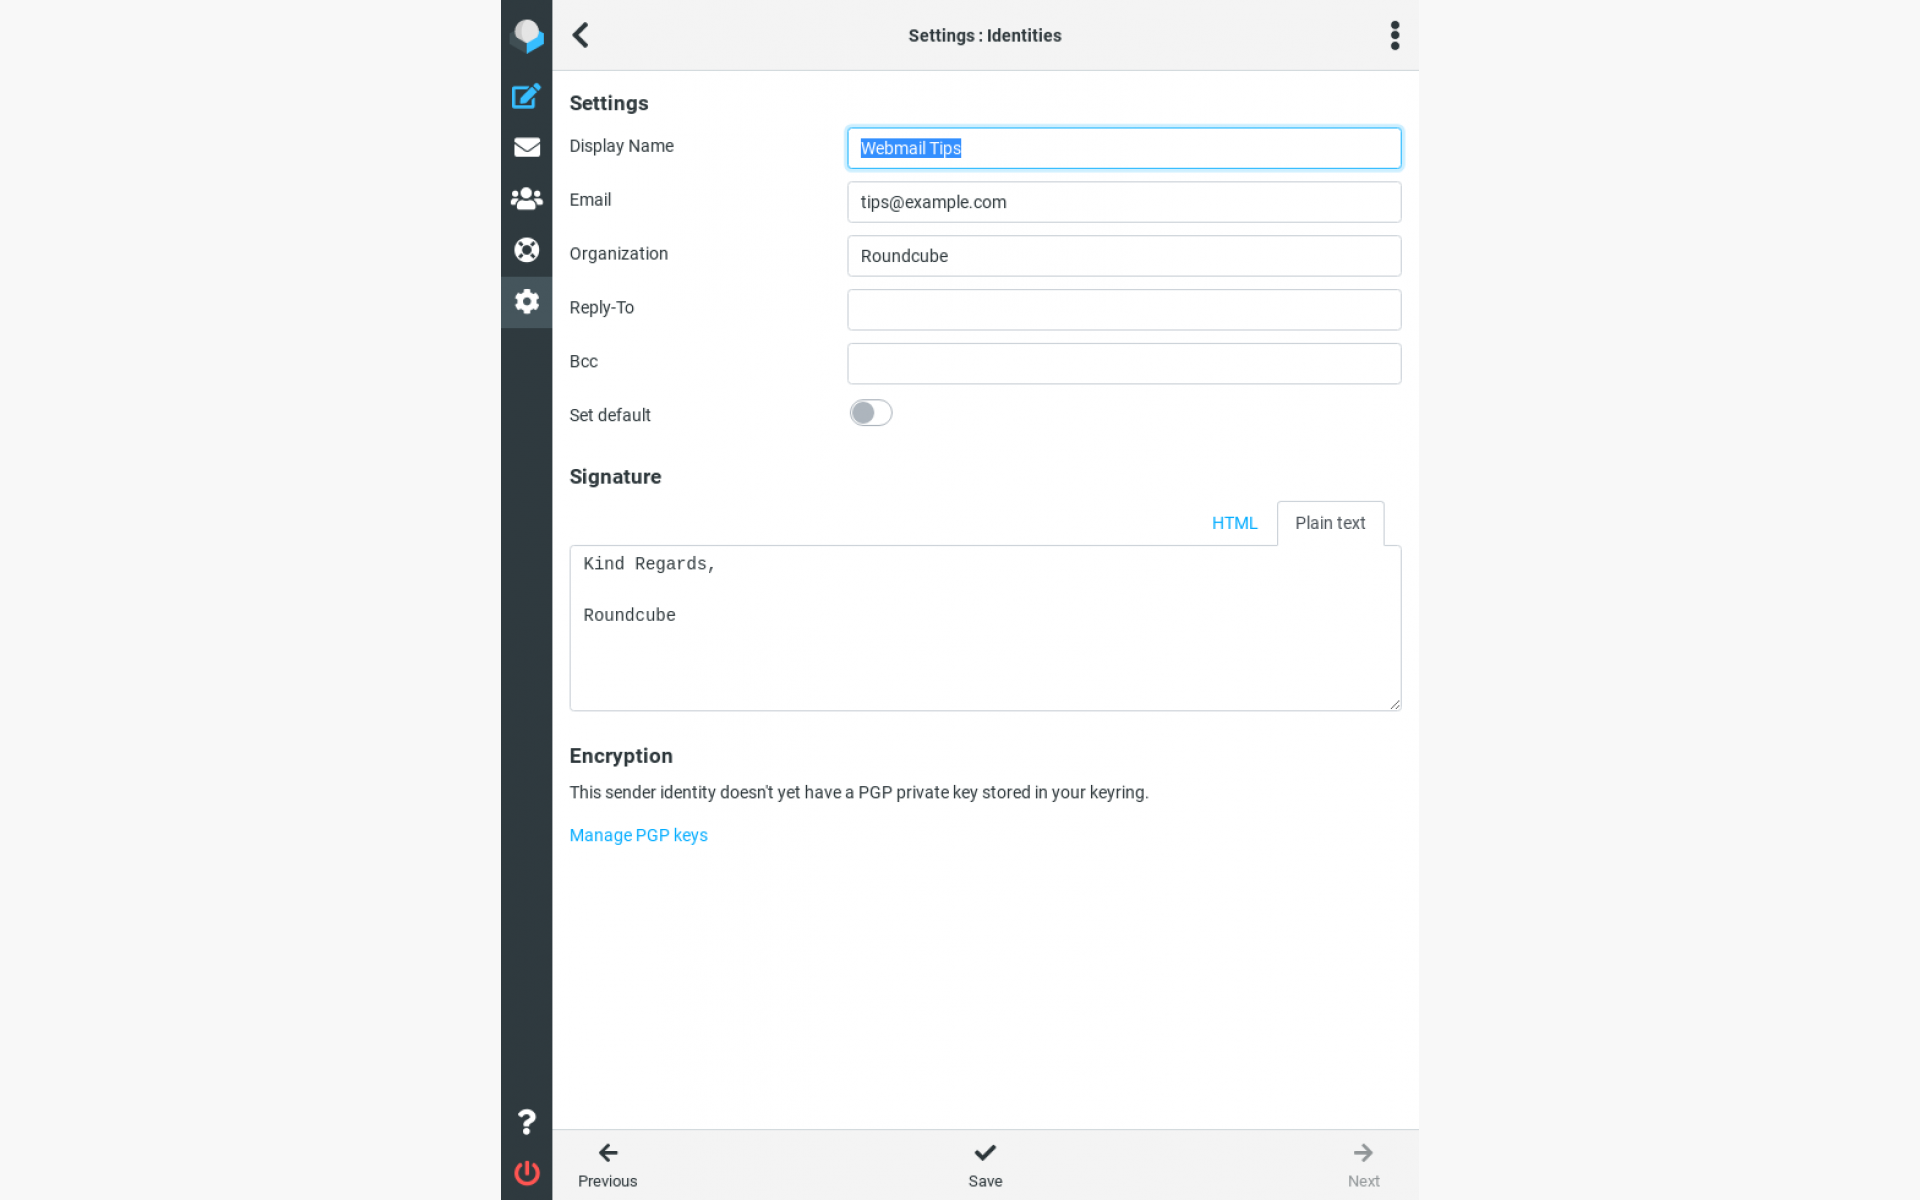 Settings : Identities
Settings
Display Name
Webmail Tips
Email
tips@example.com
Organization
Roundcube
Reply-To
Bcc
Set default
Signature
HTML
Plain text
Kind Regards,
Roundcube
Encryption
This sender identity doesn't yet have a PGP private key stored in your keyring.
Manage PGP keys
Previous
Save
Next